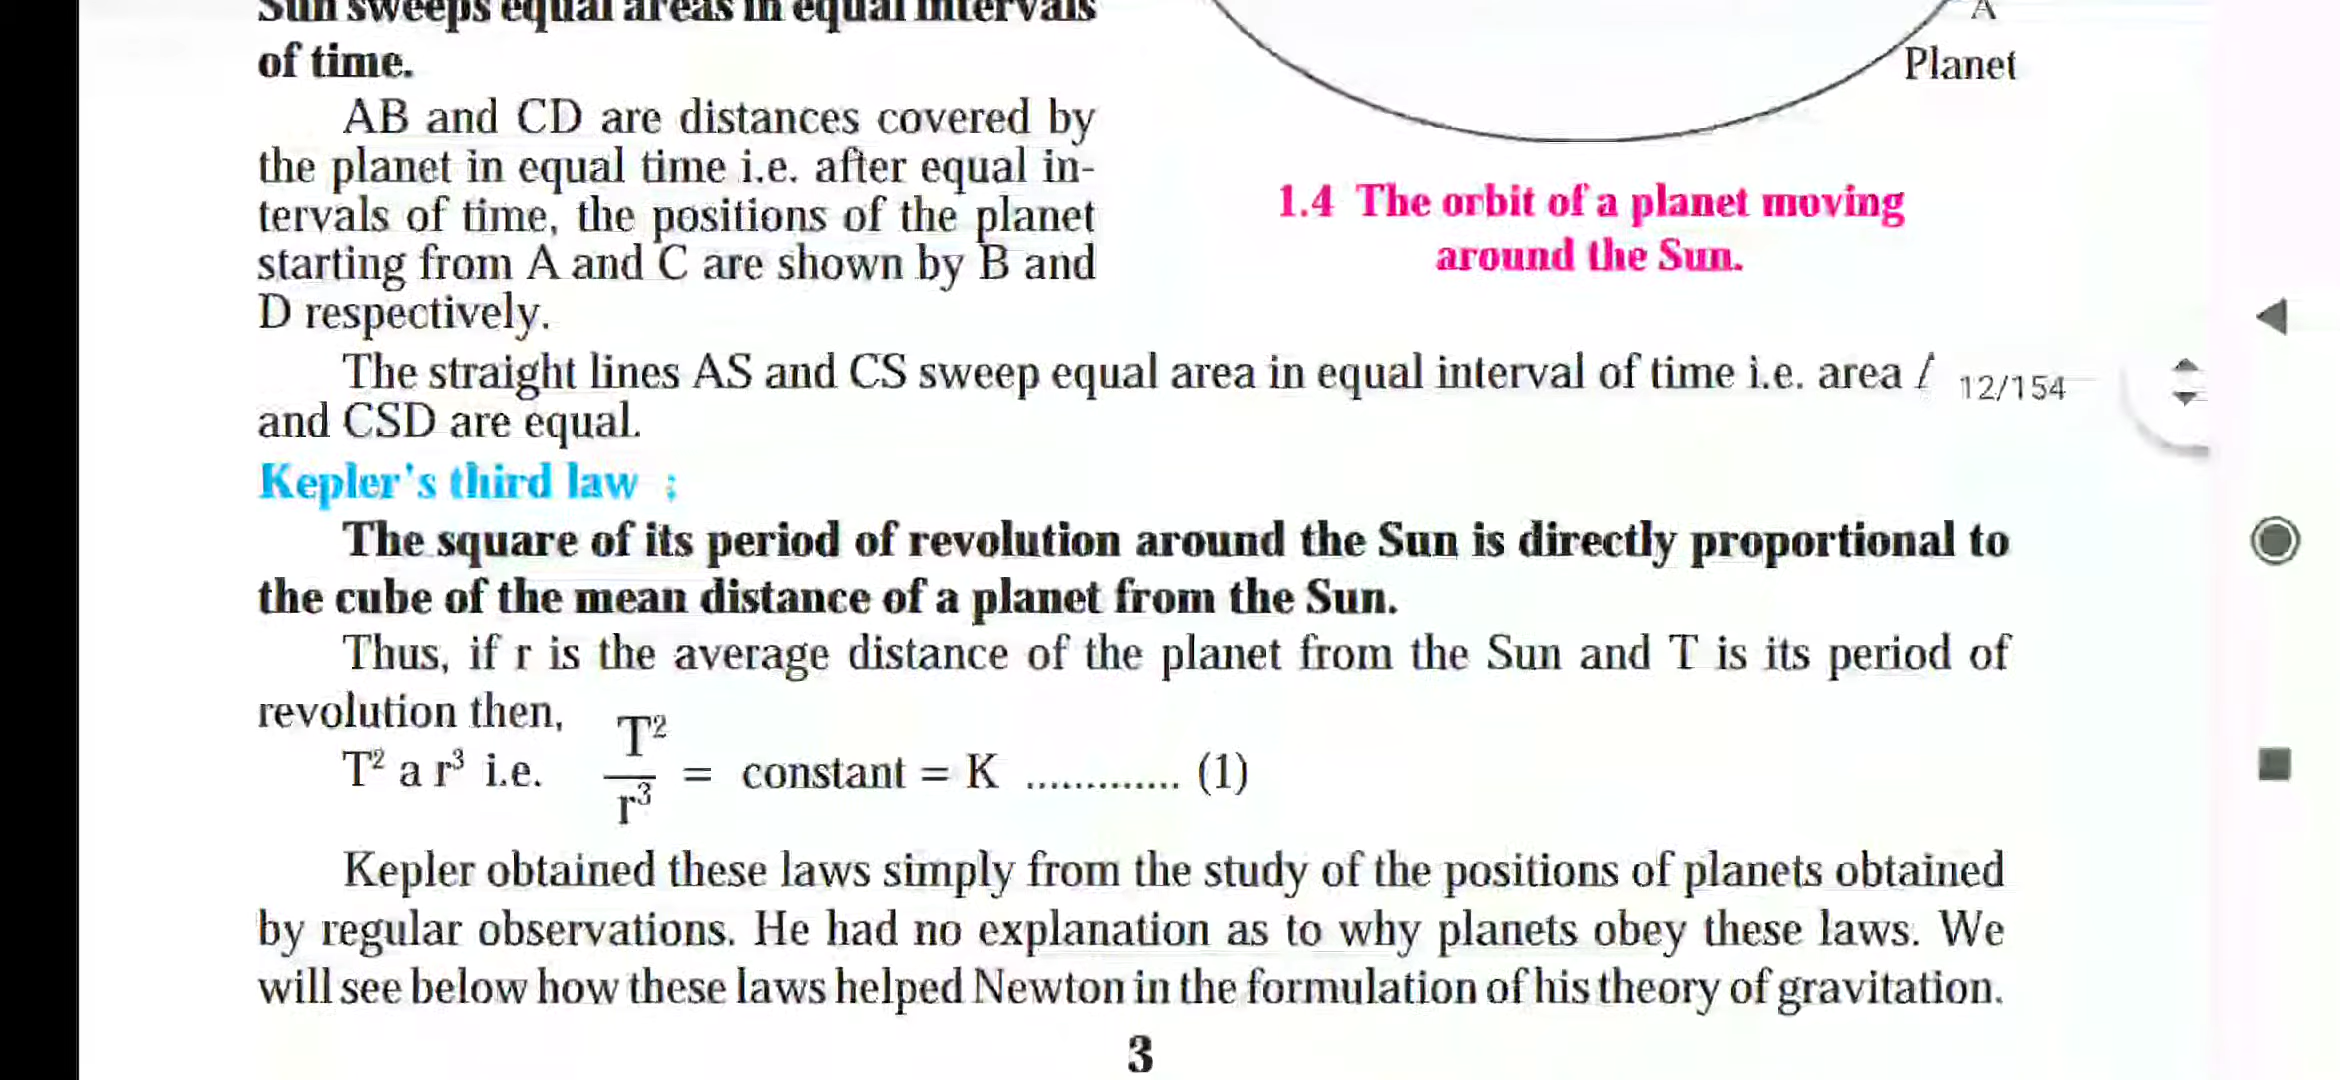 Sun sweeps equal areas in equal intervals
of time.
AB and CD are distances covered by
the planet in equal time i.e. after equal in-
tervals of time, the positions of the planet
starting from A and C are shown by B and
D respectively.
A
Planet
1.4 The orbit of a planet moving
around the Sun.
The straight lines AS and CS sweep equal area in equal interval of time i.e. area
12/154
and CSD are equal.
Kepler's third law :
The square of its period of revolution around the Sun is directly proportional to
the cube of the mean distance of a planet from the Sun.
Thus, if r is the average distance of the planet from the Sun and T is its period of
revolution then,
T² a r³ i.e. T²/r³ = constant = K ............. (1)
Kepler obtained these laws simply from the study of the positions of planets obtained
by regular observations. He had no explanation as to why planets obey these laws. We
will see below how these laws helped Newton in the formulation of his theory of gravitation.
3